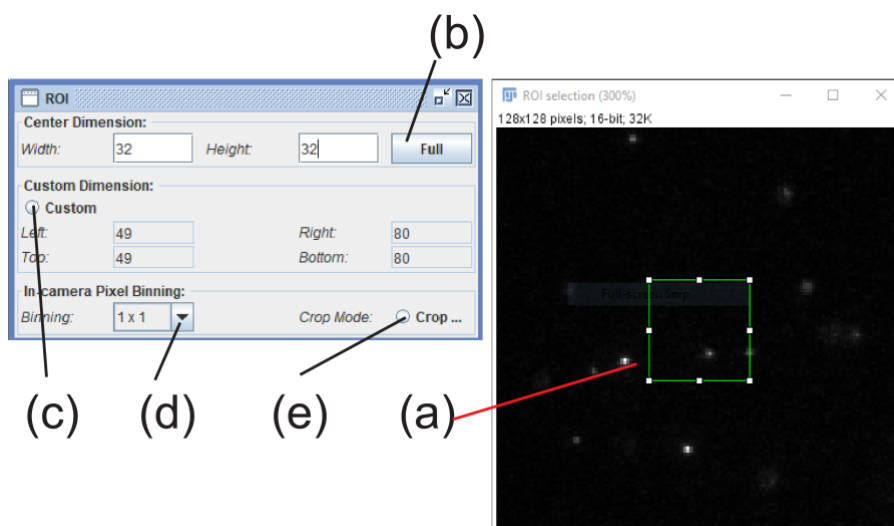 (b)
ROI
Center Dimension:
Width: 32 Height: 32 Full
Custom Dimension:
Custom
Left: 49 Right: 80
Top: 49 Bottom: 80
In-camera Pixel Binning:
Binning: 1 x 1 Crop Mode: Crop ...
(c) (d) (e) (a)
ROI selection (300%)
128x128 pixels; 16-bit; 32K